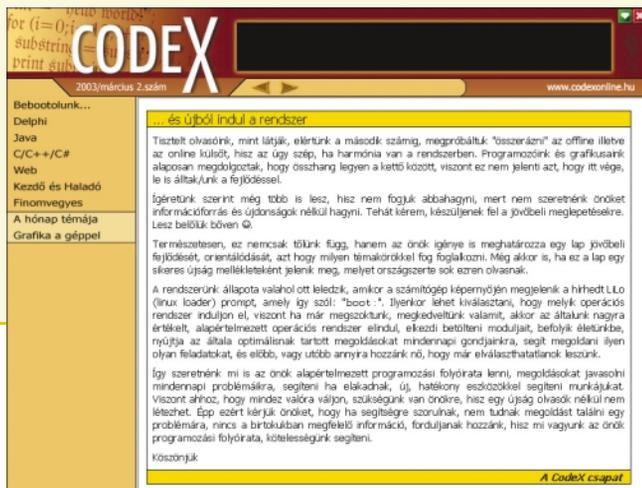 hello world
for (i=0;i
substring =
print sub
CODEX
2003/március 2.szám
www.codexonline.hu
Bebootolunk...
Delphi
Java
C/C++/C#
Web
Kezdő és Haladó
Finomvegyes
A hónap témája
Grafika a géppel
... és újból indul a rendszer
Tisztelt olvasóink, mint látják, elértünk a második számig, megpróbáltuk "összerázni" az offline illetve
az online külsőt, hisz az úgy szép, ha harmónia van a rendszerben. Programozóink és grafikusaink
alaposan megdolgoztak, hogy összhang legyen a kettő között, viszont ez nem jelenti azt, hogy itt vége,
le is álltak/unk a fejlődéssel.
Ígéretünk szerint még több is lesz, hisz nem fogjuk abbahagyni, mert nem szeretnénk önöket
információforrás és újdonságok nélkül hagyni. Tehát kérem, készüljenek fel a jövőbeli meglepetésekre.
Lesz belőlük bőven ☺.
Természetesen, ez nemcsak tőlünk függ, hanem az önök igénye is meghatározza egy lap jövőbeli
fejlődését, orientálódását, azt hogy milyen témakörökkel fog foglalkozni. Még akkor is, ha ez a lap egy
sikeres újság mellékleteként jelenik meg, melyet országszerte sok ezren olvasnak.
A rendszerünk állapota valahol ott leledzik, amikor a számítógép képernyőjén megjelenik a hírhedt LiLo
(linux loader) prompt, amely így szól: "boot:". Ilyenkor lehet kiválasztani, hogy melyik operációs
rendszer induljon el, viszont ha már megszoktunk, megkedveltünk valamit, akkor az általunk nagyra
értékelt, alapértelmezett operációs rendszer elindul, elkezdi betölteni moduljait, befolyik életünkbe,
nyújtja az általa optimálisnak tartott megoldásokat mindennapi gondjainkra, segít megoldani ilyen
olyan feladatokat, és előbb, vagy utóbb annyira hozzánk nő, hogy már elválaszthatatlanok leszünk.
Így szeretnénk mi is az önök alapértelmezett programozási folyóirata lenni, megoldásokat javasolni
mindennapi problémáikra, segíteni ha elakadnak, új, hatékony eszközökkel segíteni munkájukat.
Viszont ahhoz, hogy mindez valóra váljon, szükségünk van önökre, hisz egy újság olvasók nélkül nem
létezhet. Épp ezért kérjük önöket, hogy ha segítségre szorulnak, nem tudnak megoldást találni egy
problémára, nincs a birtokukban megfelelő információ, forduljanak hozzánk, hisz mi vagyunk az önök
programozási folyóirata, kötelességünk segíteni.
Köszönjük
A CodeX csapat